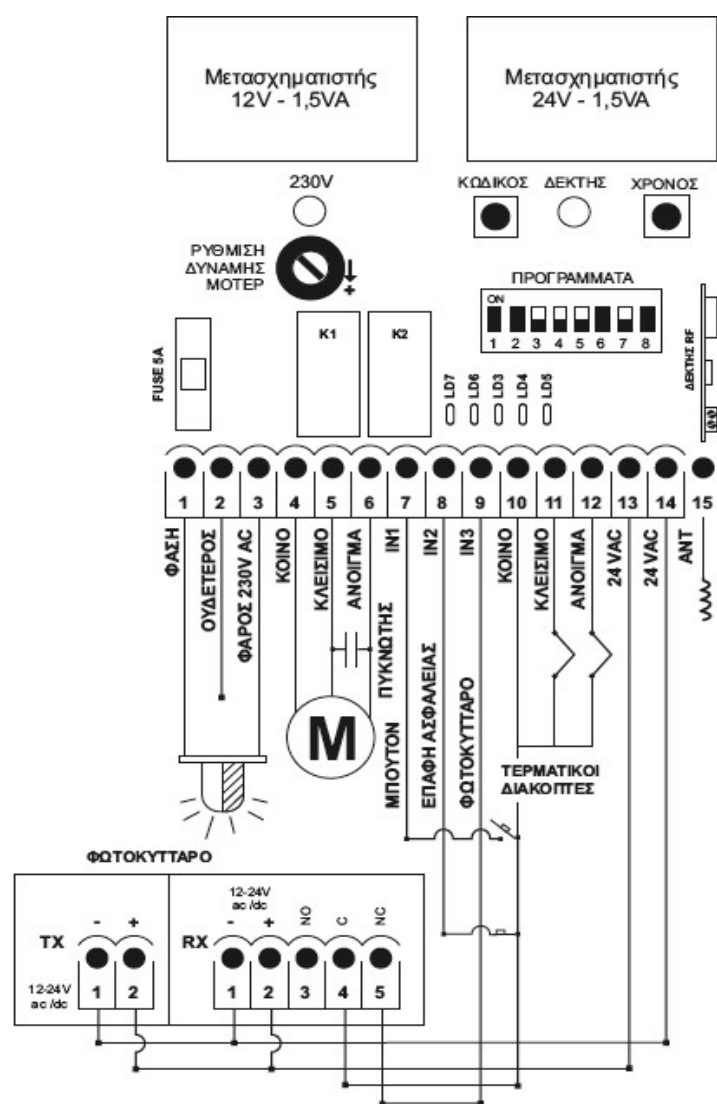 Μετασχηματιστής
12V - 1,5VA
Μετασχηματιστής
24V - 1,5VA
230V
ΚΩΔΙΚΟΣ ΔΕΚΤΗΣ ΧΡΟΝΟΣ
ΡΥΘΜΙΣΗ
ΔΥΝΑΜΗΣ
ΜΟΤΕΡ
+
ΠΡΟΓΡΑΜΜΑΤΑ
ON
1 2 3 4 5 6 7 8
FUSE 5A
K1
K2
LD7
LD6
LD3
LD4
LD5
ΔΕΚΤΗΣ RF
1 2 3 4 5 6 7 8 9 10 11 12 13 14 15
ΦΑΣΗ
ΟΥΔΕΤΕΡΟΣ
ΦΑΡΟΣ 230V AC
ΚΟΙΝΟ
ΚΛΕΙΣΙΜΟ
ΑΝΟΙΓΜΑ
IN1
IN2
IN3
ΚΟΙΝΟ
ΚΛΕΙΣΙΜΟ
ΑΝΟΙΓΜΑ
24 VAC
24 VAC
ANT
ΠΥΚΝΩΤΗΣ
M
ΜΠΟΥΤΟΝ
ΕΠΑΦΗ ΑΣΦΑΛΕΙΑΣ
ΦΩΤΟΚΥΤΤΑΡΟ
ΤΕΡΜΑΤΙΚΟΙ
ΔΙΑΚΟΠΤΕΣ
ΦΩΤΟΚΥΤΤΑΡΟ
12-24V
ac /dc
- +
- +
NO
C
NC
TX
RX
12-24V
ac /dc
1 2
1 2 3 4 5